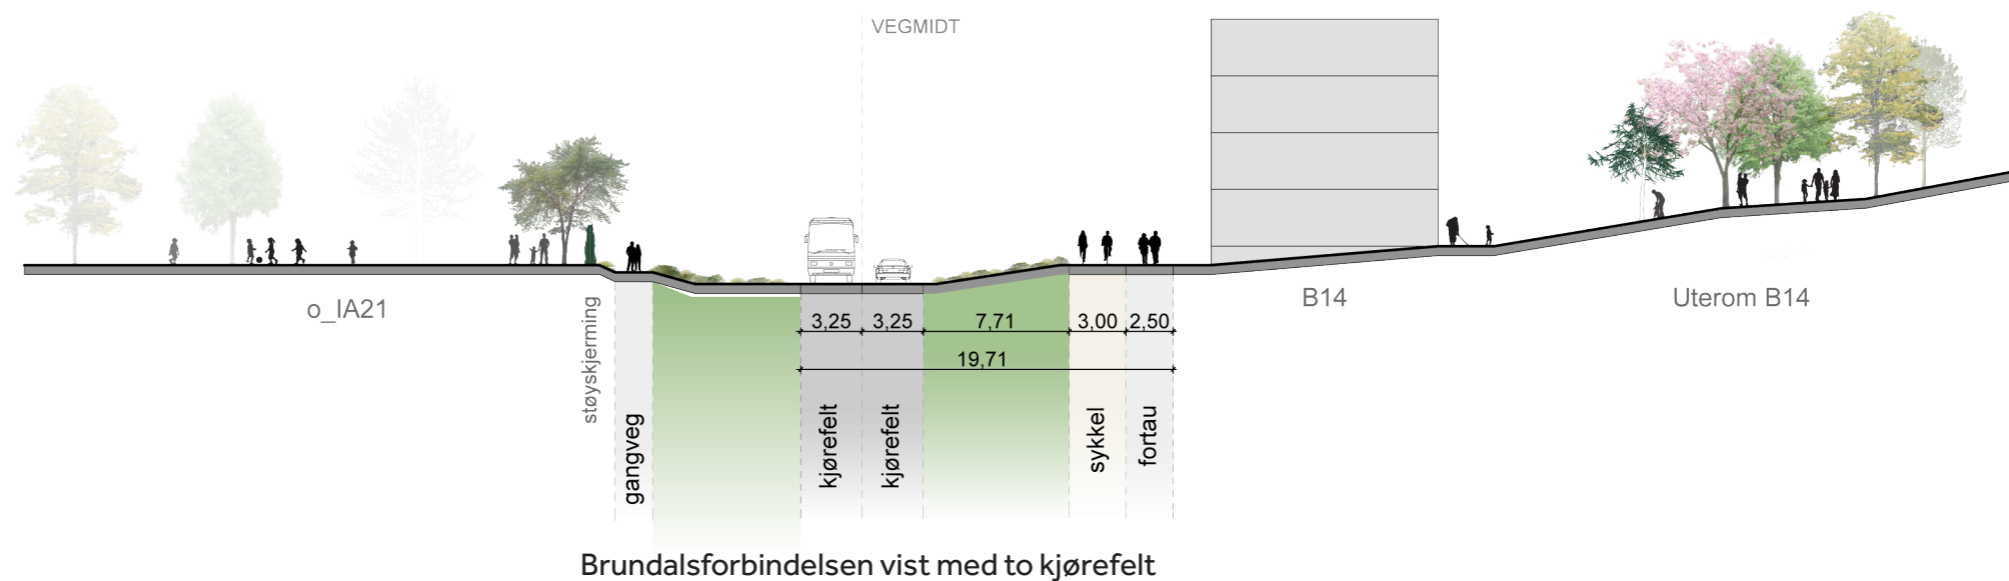 VEGMIDT
o_IA21
B14
Uterom B14
3,25 3,25 7,71 3,00 2,50
19,71
støyskjerming
gangveg
kjørefelt
kjørefelt
sykkel
fortau
Brundalsforbindelsen vist med to kjørefelt